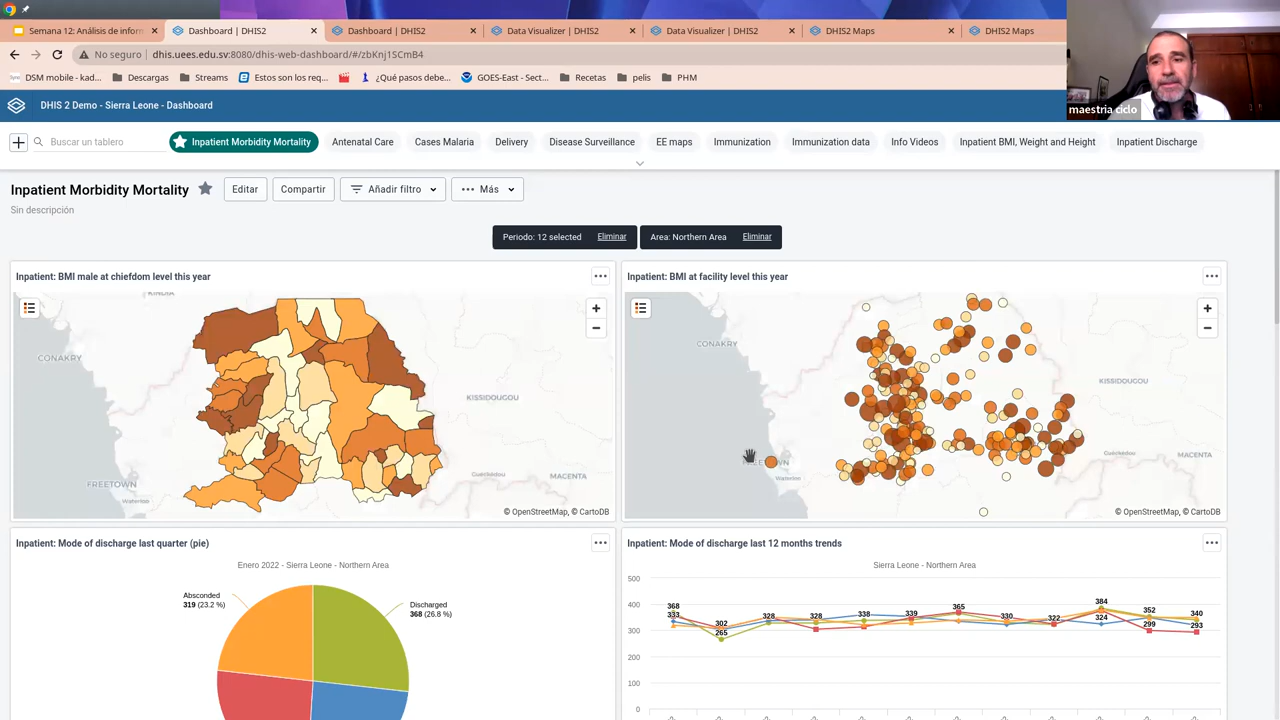 Semana 12: Análisis de inforn
Dashboard | DHIS2
Dashboard | DHIS2
Data Visualizer | DHIS2
Data Visualizer | DHIS2
DHIS2 Maps
DHIS2 Maps
No seguro
dhis.uees.edu.sv:8080/dhis-web-dashboard/#/zbKnj1SCmB4
DSM mobile - kad...
Descargas
Streams
Estos son los req...
¿Qué pasos debe...
GOES-East - Sect...
Recetas
pelis
PHM
maestria ciclo
DHIS 2 Demo - Sierra Leone - Dashboard
Buscar un tablero
Inpatient Morbidity Mortality
Antenatal Care
Cases Malaria
Delivery
Disease Surveillance
EE maps
Immunization
Immunization data
Info Videos
Inpatient BMI, Weight and Height
Inpatient Discharge
Inpatient Morbidity Mortality
Editar
Compartir
Añadir filtro
Más
Sin descripción
Periodo: 12 selected
Eliminar
Area: Northern Area
Eliminar
Inpatient: BMI male at chiefdom level this year
KINDIA
CONAKRY
KISSIDOUGOU
Guéckédou
MACENTA
FREETOWN
Waterloo
© OpenStreetMap, © CartoDB
Inpatient: BMI at facility level this year
CONAKRY
KISSIDOUGOU
FREETOWN
Waterloo
Guéckédou
MACENTA
© OpenStreetMap, © CartoDB
Inpatient: Mode of discharge last quarter (pie)
Enero 2022 - Sierra Leone - Northern Area
Absconded
319 (23.2 %)
Discharged
368 (26.8 %)
Inpatient: Mode of discharge last 12 months trends
Sierra Leone - Northern Area
500
400
300
200
100
0
368
333
302
265
328
328
338
339
365
330
322
384
324
352
299
340
293